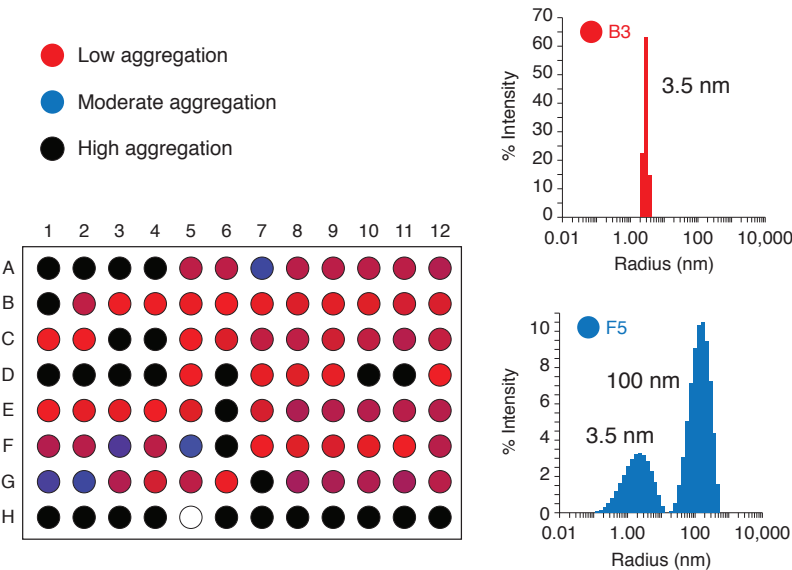 Low aggregation
Moderate aggregation
High aggregation
1 2 3 4 5 6 7 8 9 10 11 12
A
B
C
D
E
F
G
H
B3
3.5 nm
% Intensity
70
60
50
40
30
20
10
0
0.01 1.00 100 10,000
Radius (nm)
F5
100 nm
3.5 nm
% Intensity
10
8
6
4
2
0
0.01 1.00 100 10,000
Radius (nm)